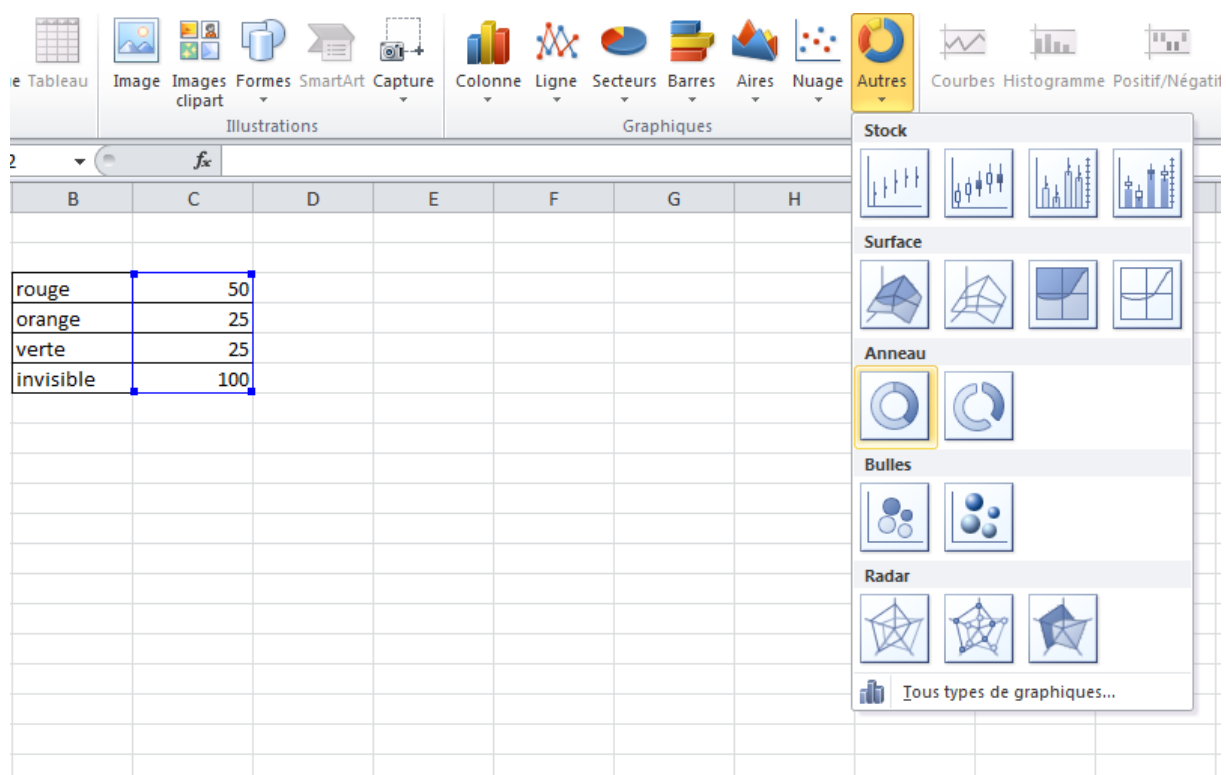 e Tableau Image Images clipart Formes SmartArt Capture Colonne Ligne Secteurs Barres Aires Nuage Autres Courbes Histogramme Positif/Négatif
Illustrations Graphiques
2 fx
B C D E F G H
rouge 50
orange 25
verte 25
invisible 100
Stock
Surface
Anneau
Bulles
Radar
Tous types de graphiques...